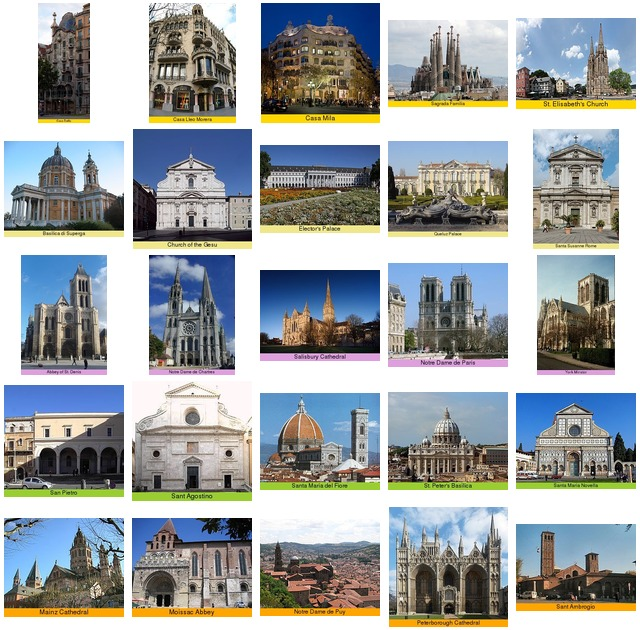 Casa Batllo
Casa Lleo Morera
Casa Mila
Sagrada Familia
St. Elisabeth's Church
Basilica di Superga
Church of the Gesu
Elector's Palace
Queluz Palace
Santa Susanna Rome
Abbey of St Denis
Notre Dame de Chartres
Salisbury Cathedral
Notre Dame de Paris
York Minster
San Pietro
Sant Agostino
Santa Maria del Fiore
St. Peter's Basilica
Santa Maria Novella
Mainz Cathedral
Moissac Abbey
Notre Dame de Puy
Peterborough Cathedral
Sant Ambrogio